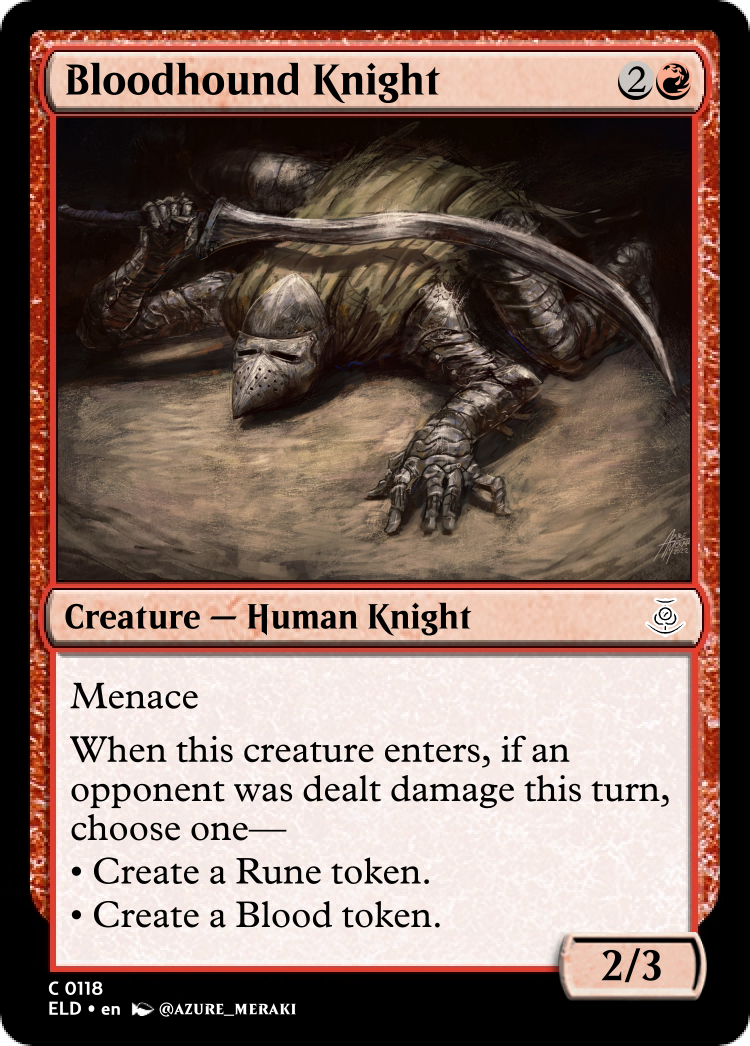 Bloodhound Knight 2
Creature — Human Knight
Menace
When this creature enters, if an
opponent was dealt damage this turn,
choose one—
• Create a Rune token.
• Create a Blood token.
2/3
C 0118
ELD • en @AZURE_MERAKI